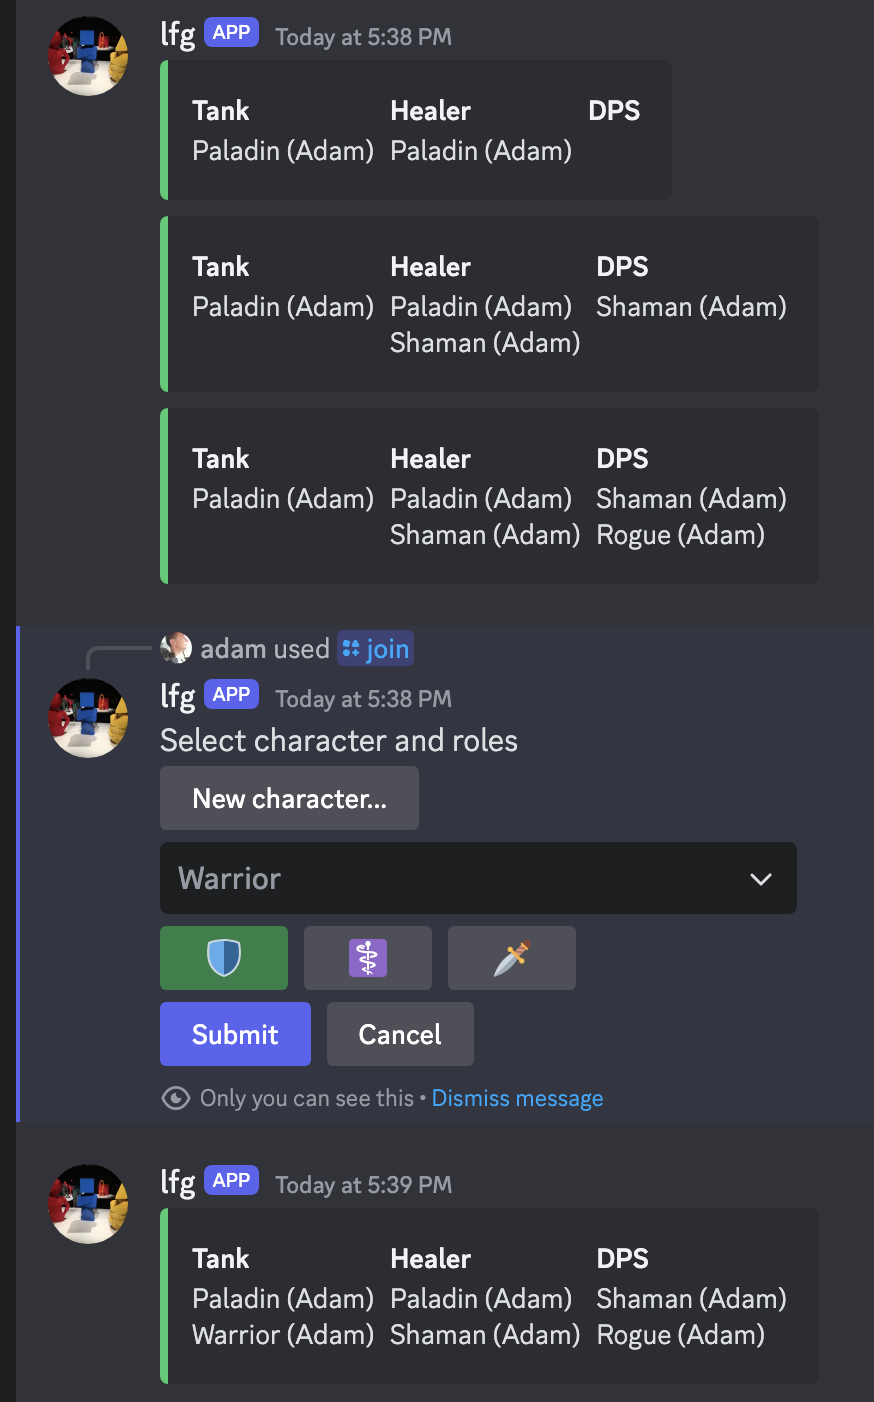 lfg APP Today at 5:38 PM
Tank Healer DPS
Paladin (Adam) Paladin (Adam)
Tank Healer DPS
Paladin (Adam) Paladin (Adam) Shaman (Adam)
Shaman (Adam)
Tank Healer DPS
Paladin (Adam) Paladin (Adam) Shaman (Adam)
Shaman (Adam) Rogue (Adam)
adam used join
lfg APP Today at 5:38 PM
Select character and roles
New character...
Warrior
Submit Cancel
Only you can see this • Dismiss message
lfg APP Today at 5:39 PM
Tank Healer DPS
Paladin (Adam) Paladin (Adam) Shaman (Adam)
Warrior (Adam) Shaman (Adam) Rogue (Adam)